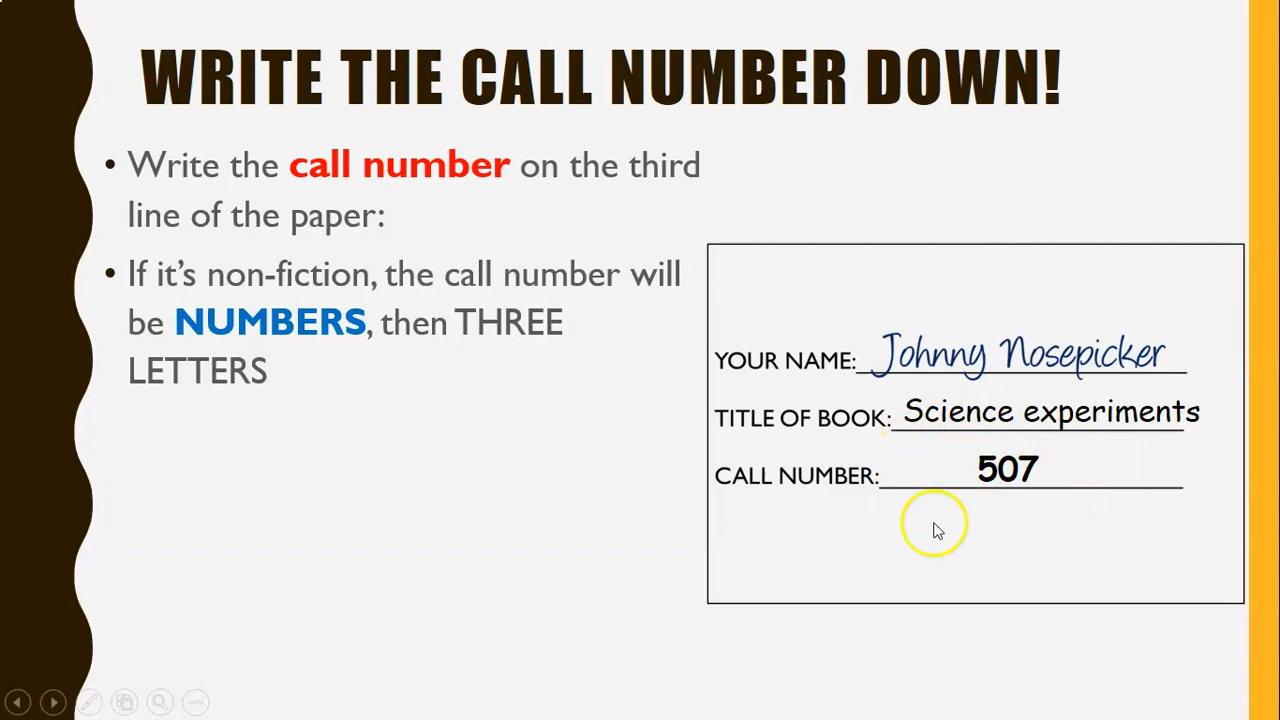 WRITE THE CALL NUMBER DOWN!
• Write the call number on the third
line of the paper:
• If it's non-fiction, the call number will
be NUMBERS, then THREE
LETTERS
YOUR NAME: Johnny Nosepicker
TITLE OF BOOK: Science experiments
CALL NUMBER: 507